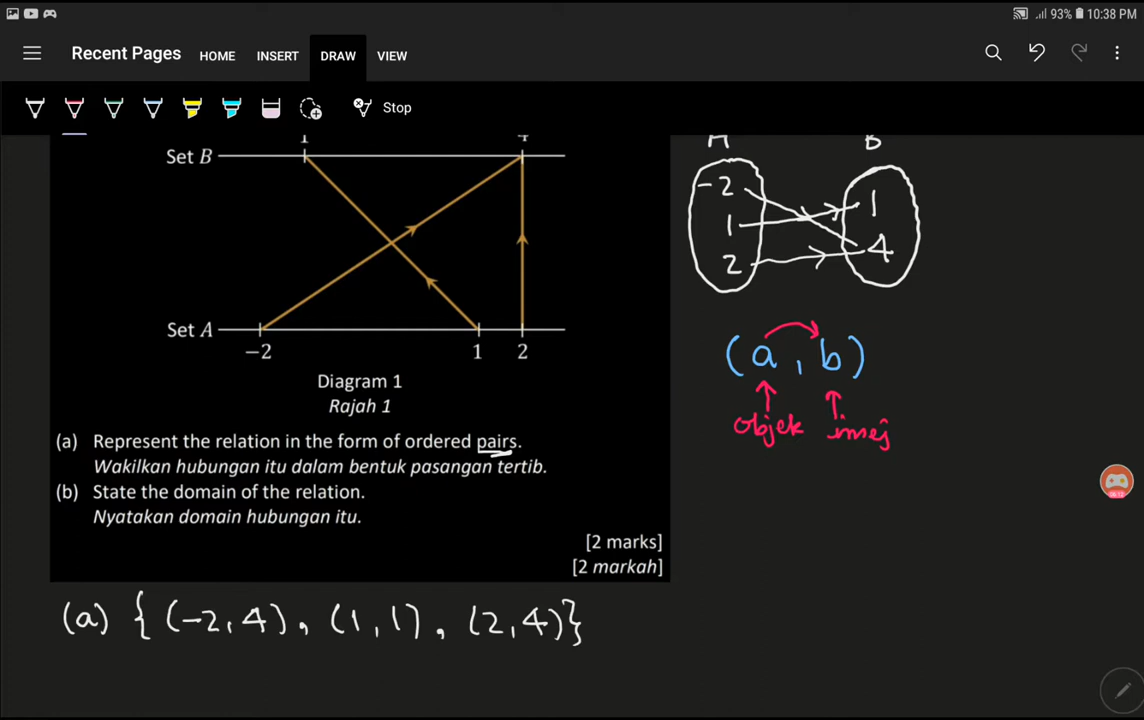 93% 10:38 PM
Recent Pages HOME INSERT DRAW VIEW
Stop
1 4
Set B
Set A
-2 1 2
Diagram 1
Rajah 1
(a) Represent the relation in the form of ordered pairs.
Wakilkan hubungan itu dalam bentuk pasangan tertib.
(b) State the domain of the relation.
Nyatakan domain hubungan itu.
[2 marks]
[2 markah]
A B
-2 1
1 4
2
(a, b)
objek imej
(a) {(-2,4), (1,1), (2,4)}